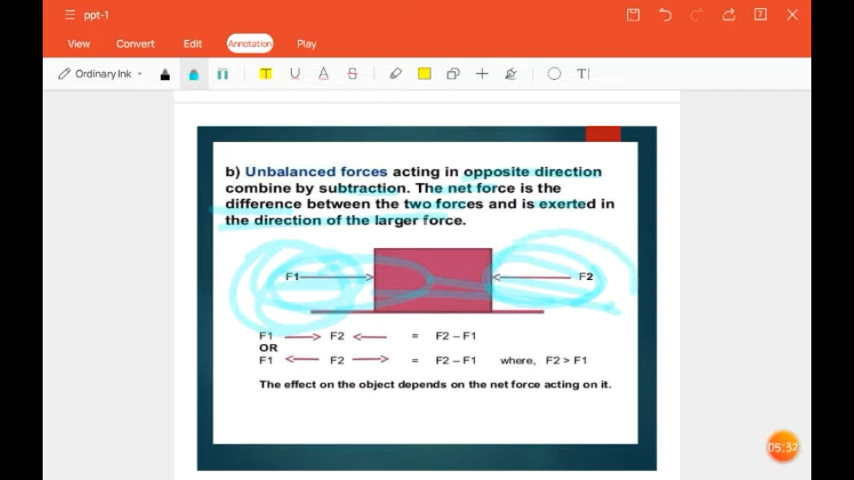 ppt-1
7
View Convert Edit Annotation Play
Ordinary Ink T U A S T
b) Unbalanced forces acting in opposite direction
combine by subtraction. The net force is the
difference between the two forces and is exerted in
the direction of the larger force.
F1 F2
F1 F2 = F2 – F1
OR
F1 F2 = F2 – F1 where, F2 > F1
The effect on the object depends on the net force acting on it.